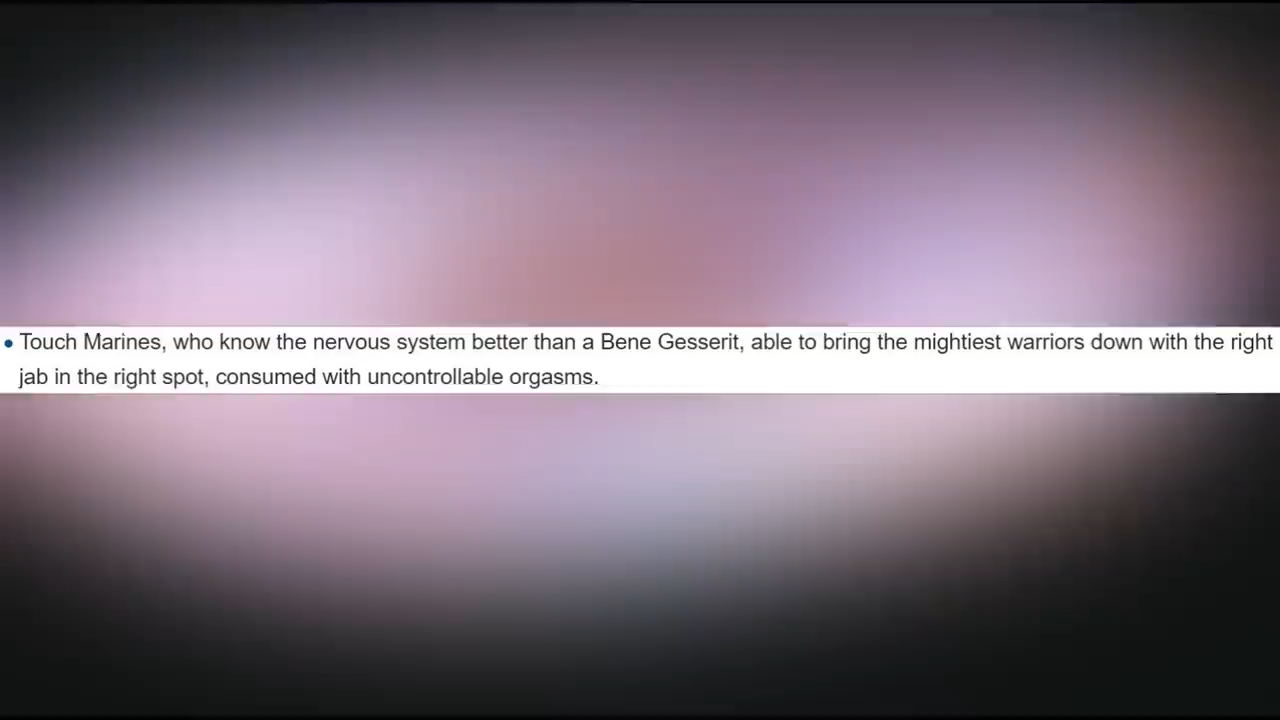 • Touch Marines, who know the nervous system better than a Bene Gesserit, able to bring the mightiest warriors down with the right
jab in the right spot, consumed with uncontrollable orgasms.